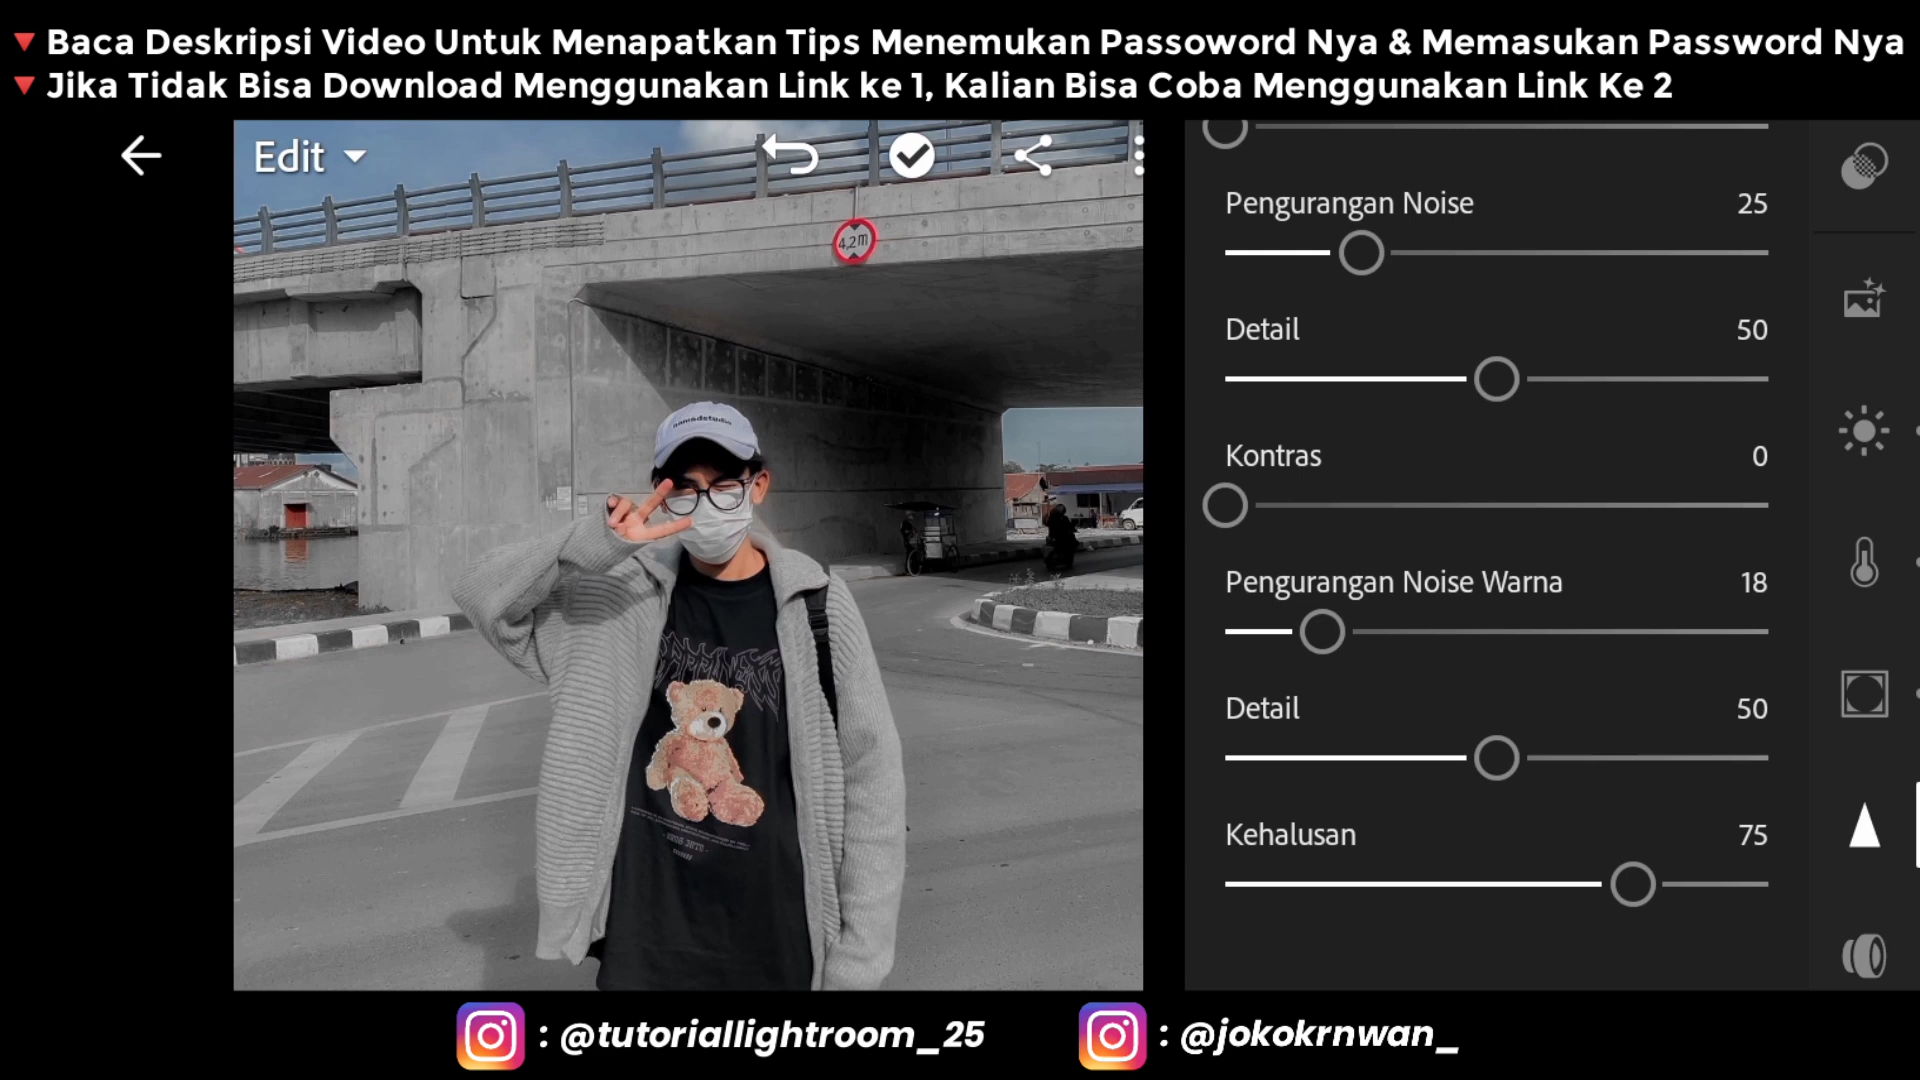 Baca Deskripsi Video Untuk Menapatkan Tips Menemukan Passoword Nya & Memasukan Password Nya
Jika Tidak Bisa Download Menggunakan Link ke 1, Kalian Bisa Coba Menggunakan Link Ke 2
Edit
4,2m
namedstudio
Pengurangan Noise 25
Detail 50
Kontras 0
Pengurangan Noise Warna 18
Detail 50
Kehalusan 75
: @tutoriallightroom_25
: @jokokrnwan_